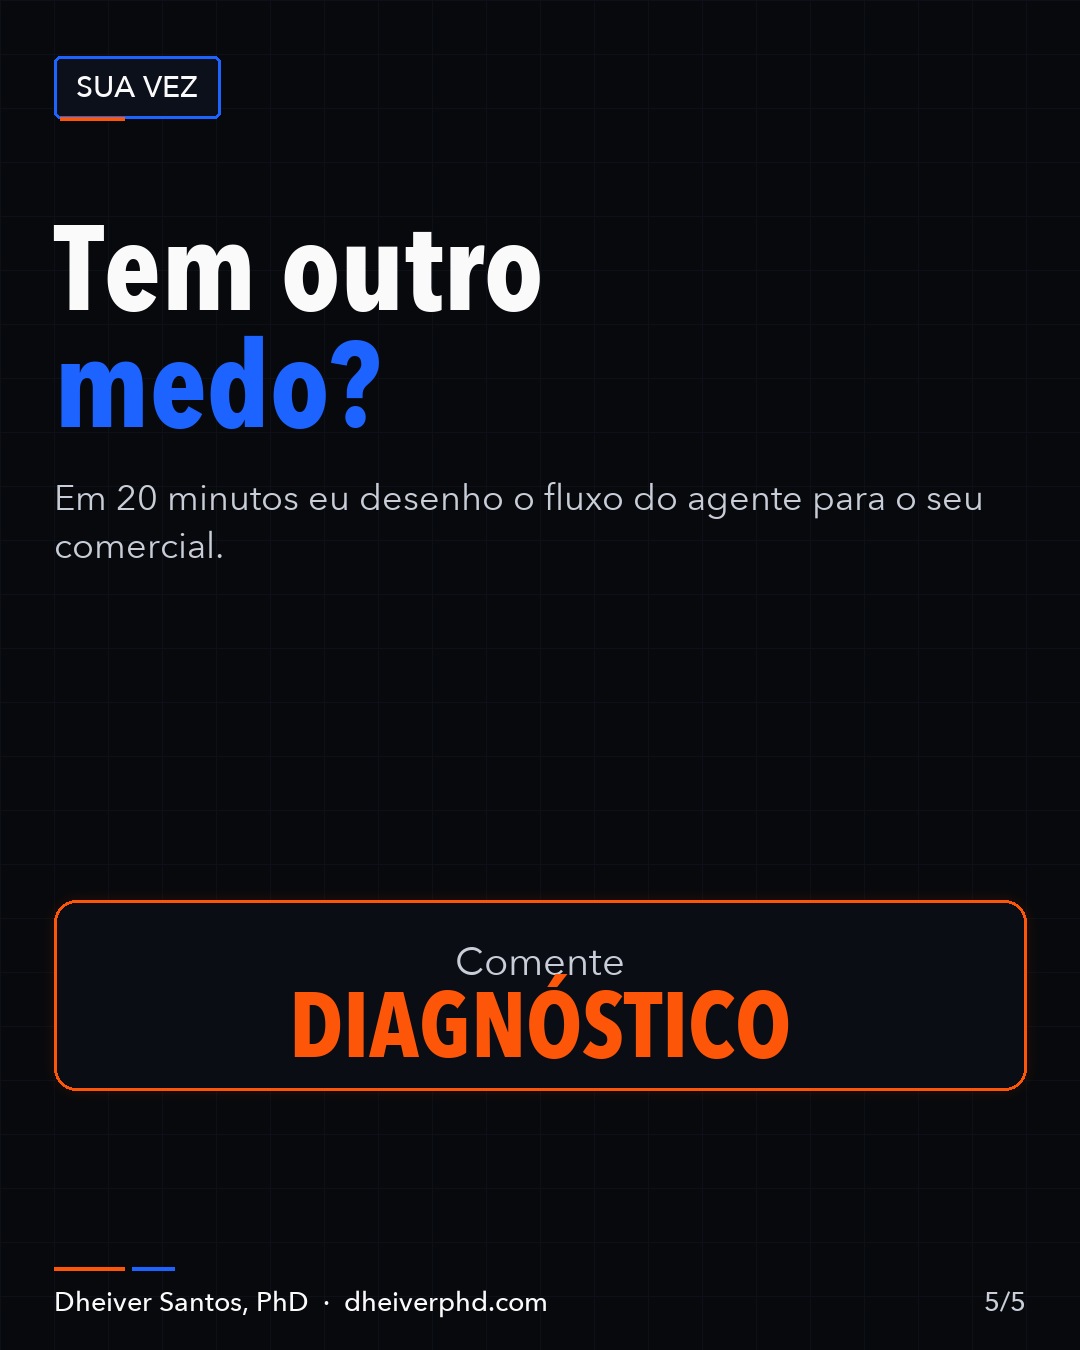 SUA VEZ
Tem outro
medo?
Em 20 minutos eu desenho o fluxo do agente para o seu
comercial.
Comente
DIAGNÓSTICO
Dheiver Santos, PhD · dheiverphd.com
5/5